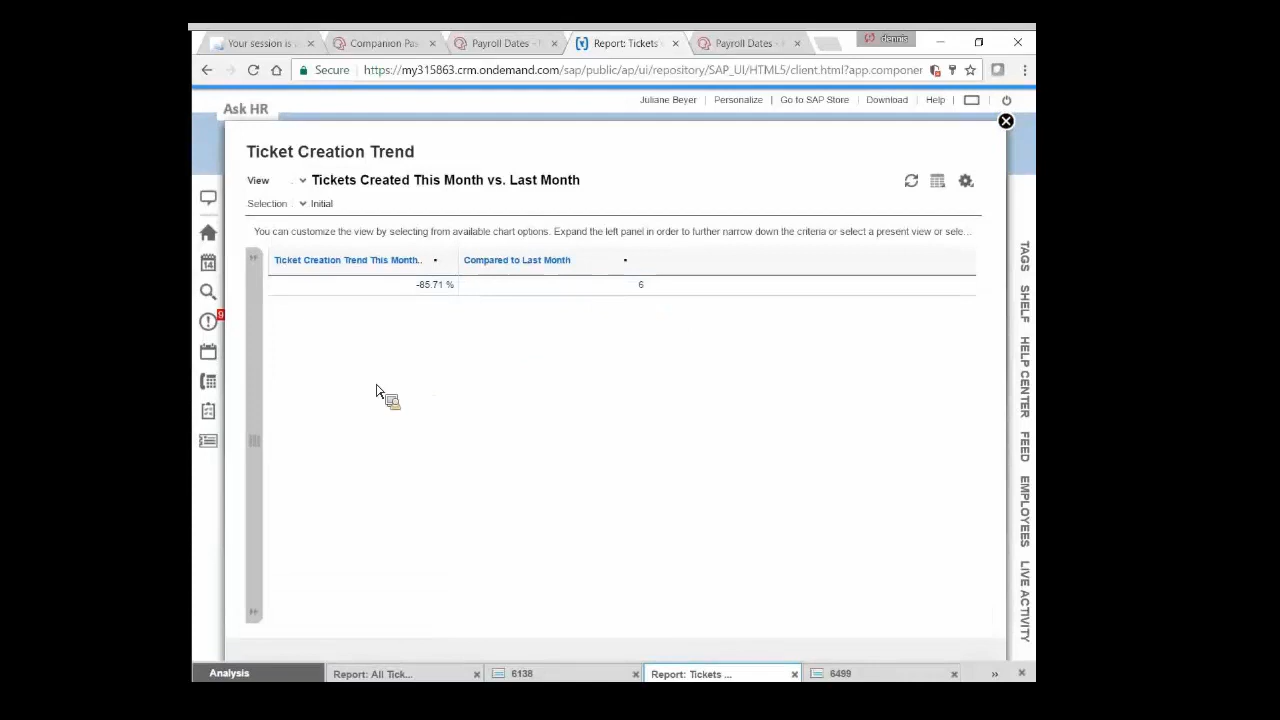 dennis
Your session is
Companion Pas
Payroll Dates -
Report: Tickets
Payroll Dates -
Secure
https://my315863.crm.ondemand.com/sap/public/ap/ui/repository/SAP_UI/HTML5/client.html?app.componer
Juliane Beyer
Personalize
Go to SAP Store
Download
Help
Ask HR
Ticket Creation Trend
View
Tickets Created This Month vs. Last Month
Selection
Initial
You can customize the view by selecting from available chart options. Expand the left panel in order to further narrow down the criteria or select a present view or sele...
Ticket Creation Trend This Month..
Compared to Last Month
-85.71 %
6
14
9
TAGS
SHELF
HELP CENTER
FEED
EMPLOYEES
LIVE ACTIVITY
Analysis
Report: All Tick...
6138
Report: Tickets ...
6499